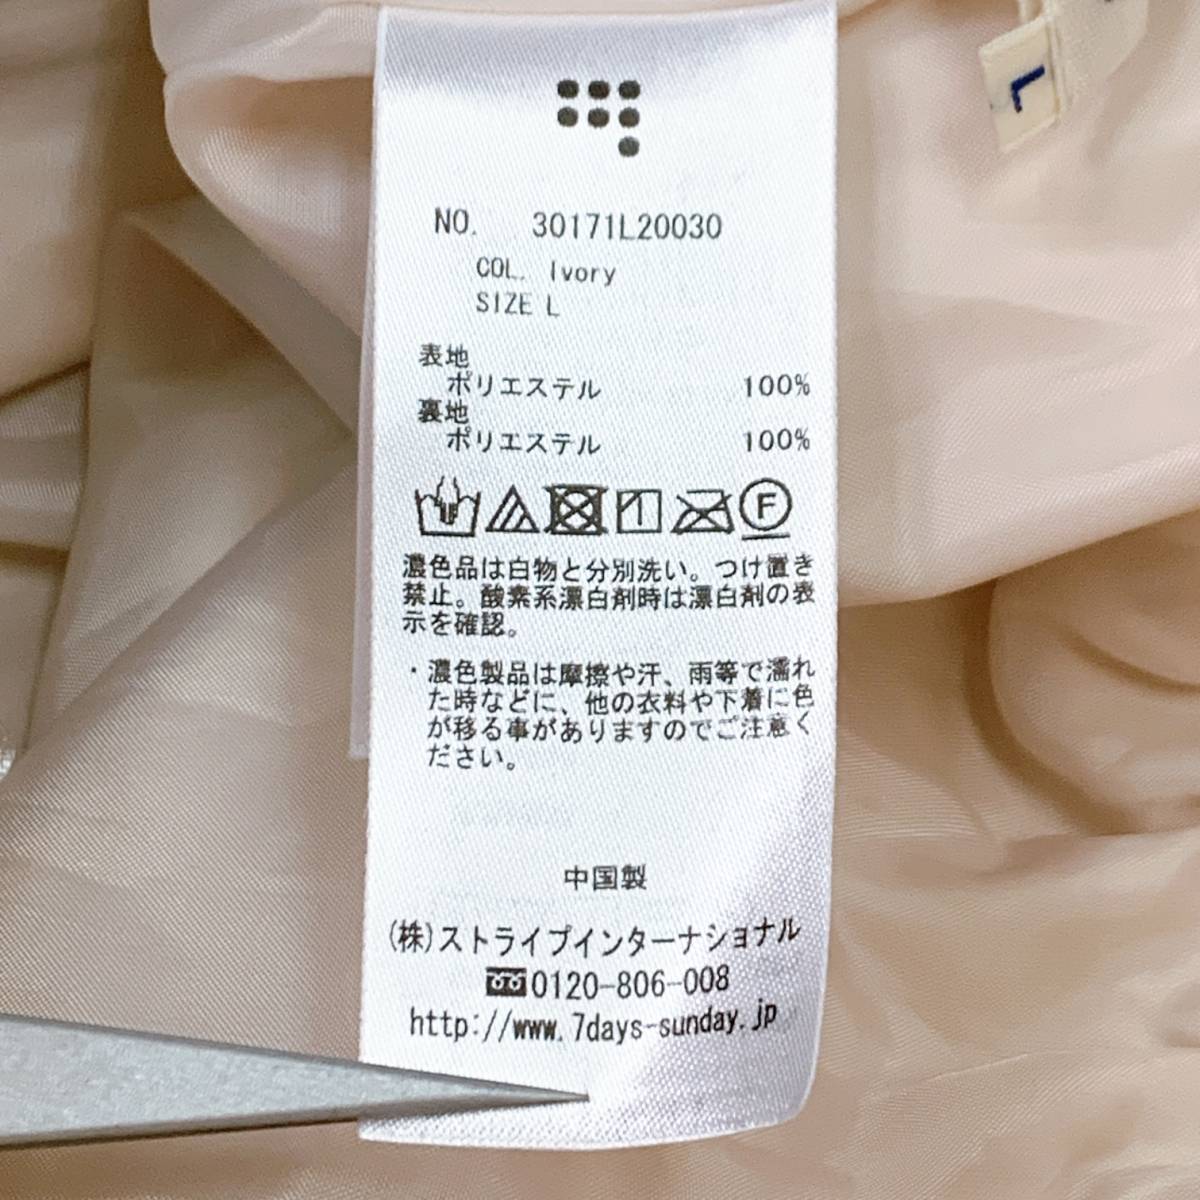 L
NO. 30171L20030
COL. Ivory
SIZE L
表地
ポリエステル 100%
裏地
ポリエステル 100%
F
濃色品は白物と分別洗い。つけ置き
禁止。酸素系漂白剤時は漂白剤の表
示を確認。
・濃色製品は摩擦や汗、雨等で濡れ
た時などに、他の衣料や下着に色
が移る事がありますのでご注意く
ださい。
中国製
(株)ストライプインターナショナル
0120-806-008
http://www.7days-sunday.jp